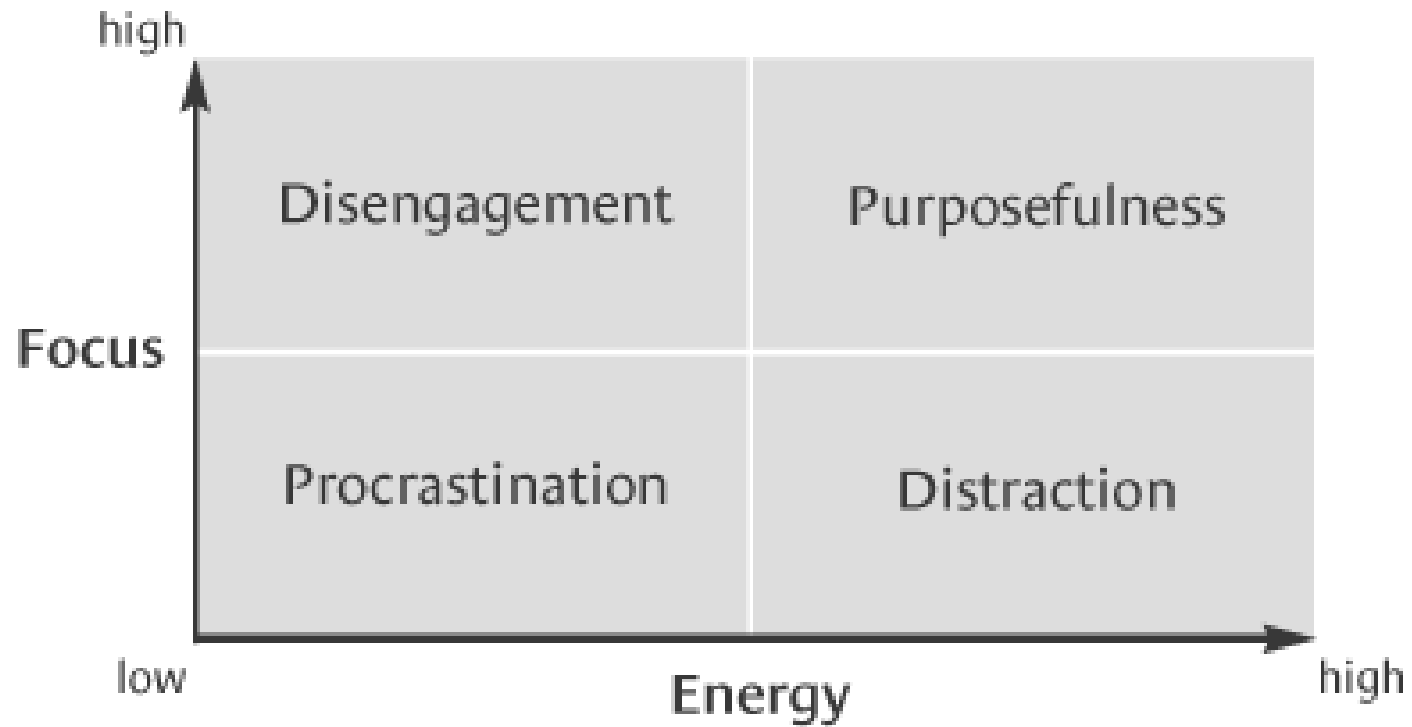 high
Disengagement
Purposefulness
Focus
Procrastination
Distraction
low
Energy
high